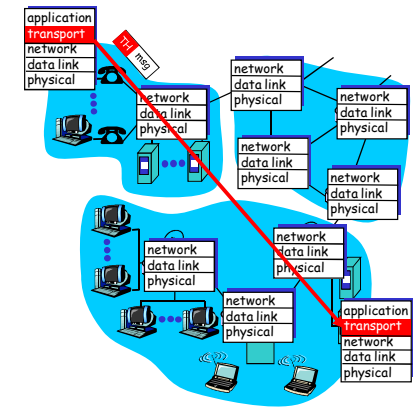 application
transport
network
data link
physical
TH msg
network
data link
physical
network
data link
physical
network
data link
physical
network
data link
physical
network
data link
physical
network
data link
physical
network
data link
physical
network
data link
physical
application
transport
network
data link
physical